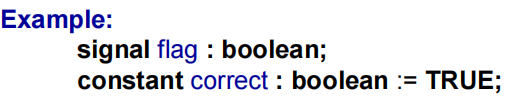 Example:
signal flag : boolean;
constant correct : boolean := TRUE;